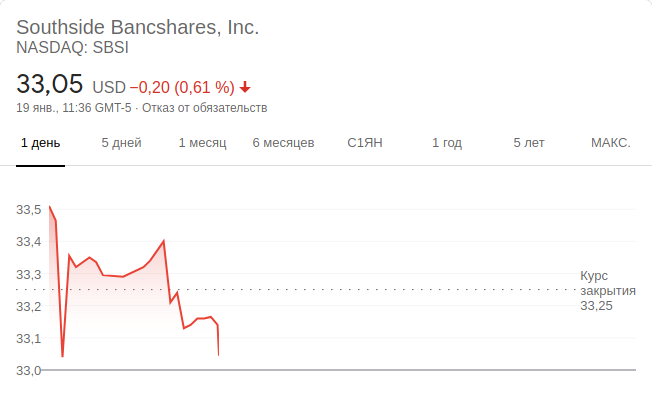 Southside Bancshares, Inc.
NASDAQ: SBSI
33,05 USD −0,20 (0,61 %)
19 янв., 11:36 GMT-5 · Отказ от обязательств
1 день 5 дней 1 месяц 6 месяцев С1ЯН 1 год 5 лет МАКС.
33,5
33,4
33,3
Курс
закрытия
33,25
33,2
33,1
33,0